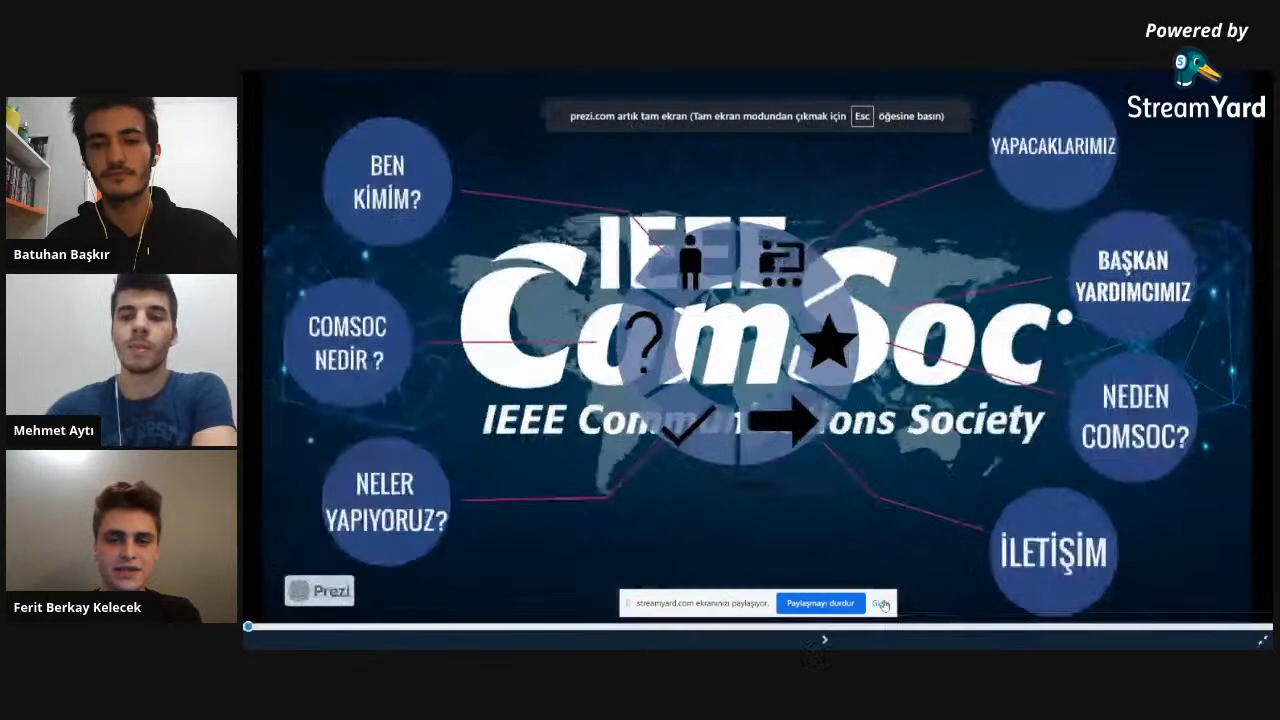 Powered by
StreamYard
Batuhan Başkır
Mehmet Aytı
Ferit Berkay Kelecek
prezi.com artık tam ekran (Tam ekran modundan çıkmak için Esc öğesine basın)
BEN
KİMİM?
COMSOC
NEDİR ?
NELER
YAPIYORUZ?
IEEE
ComSoc
IEEE Communications Society
YAPACAKLARIMIZ
BAŞKAN
YARDIMCIMIZ
NEDEN
COMSOC?
İLETİŞİM
Prezi
streamyard.com ekranınızı paylaşıyor.
Paylaşmayı durdur